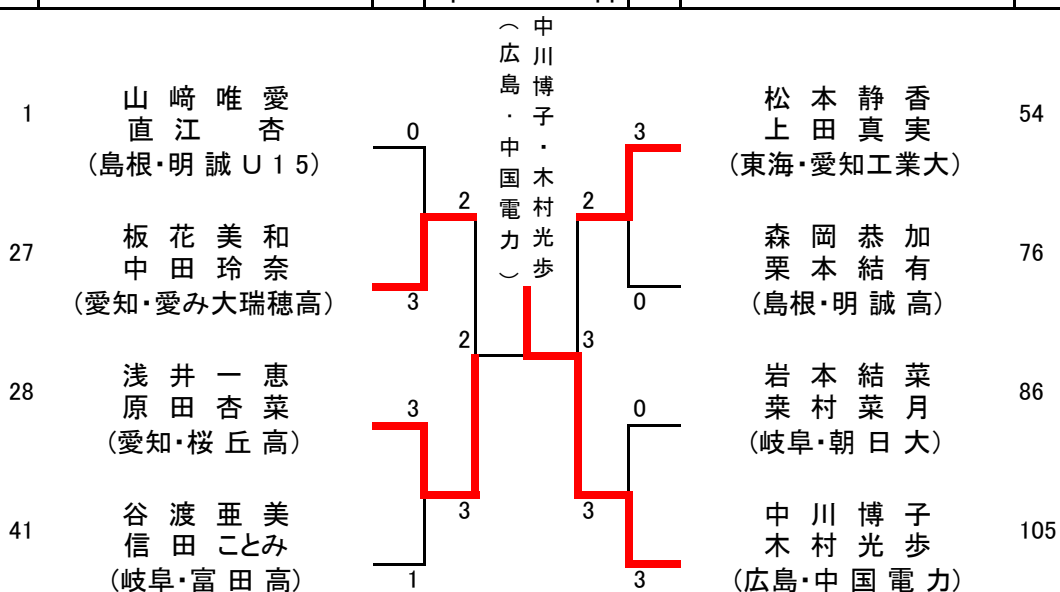 中川博子・木村光歩
（広島・中国電力）
1
山﨑唯愛
直江 杏
(島根・明誠U15)
0
27
板花美和
中田玲奈
(愛知・愛み大瑞穂高)
3
2
28
浅井一恵
原田杏菜
(愛知・桜丘高)
3
41
谷渡亜美
信田ことみ
(岐阜・富田高)
1
3
2
3
松本静香
上田真実
(東海・愛知工業大)
54
3
森岡恭加
栗本結有
(島根・明誠高)
76
0
2
岩本結菜
桒村菜月
(岐阜・朝日大)
86
0
中川博子
木村光歩
(広島・中国電力)
105
3
3